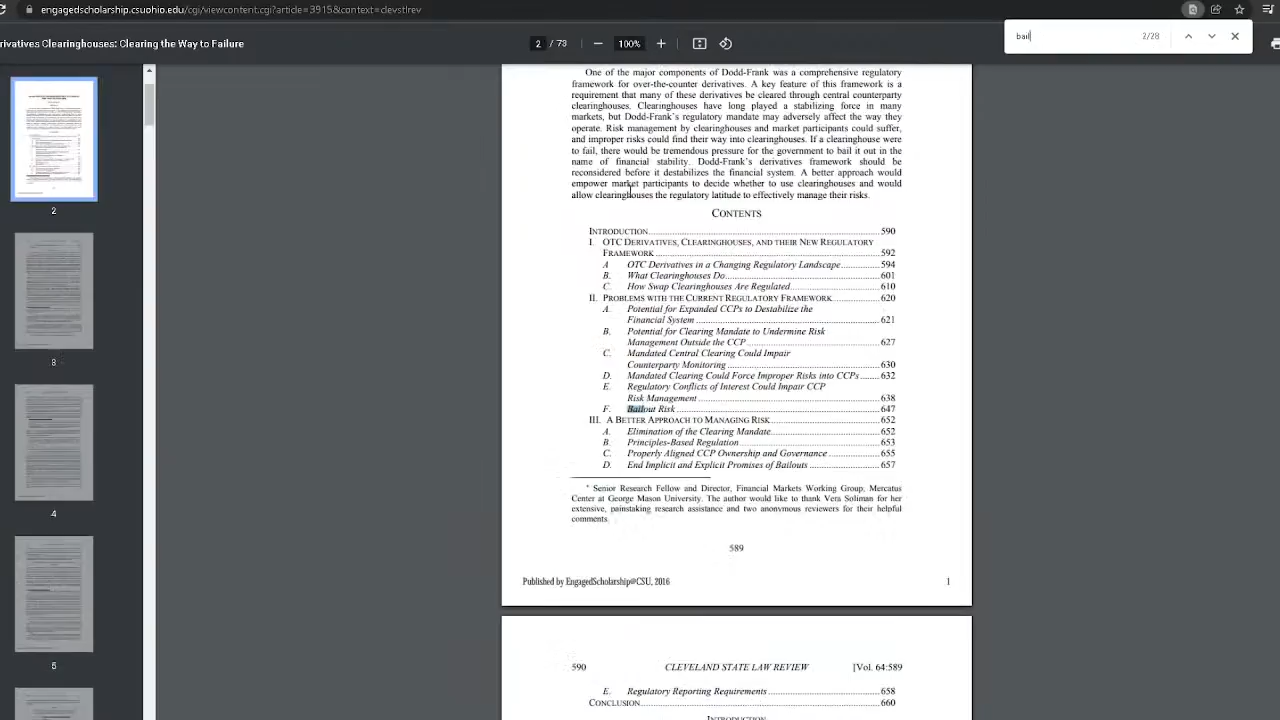 engagedscholarship.csuohio.edu/cgi/viewcontent.cgi?article=3915&context=clevstlrev
bail
2/28
ivatives Clearinghouses: Clearing the Way to Failure
2 / 73
100%
One of the major components of Dodd-Frank was a comprehensive regulatory
framework for over-the-counter derivatives. A key feature of this framework is a
requirement that many of these derivatives be cleared through central counterparty
clearinghouses. Clearinghouses have long played a stabilizing force in many
markets, but Dodd-Frank's regulatory mandate may adversely affect the way they
operate. Risk management by clearinghouses and market participants could suffer,
and improper risks could find their way into clearinghouses. If a clearinghouse were
to fail, there would be tremendous pressure for the government to bail it out in the
name of financial stability. Dodd-Frank's derivatives framework should be
reconsidered before it destabilizes the financial system. A better approach would
empower market participants to decide whether to use clearinghouses and would
allow clearinghouses the regulatory latitude to effectively manage their risks.
CONTENTS
INTRODUCTION 590
I. OTC DERIVATIVES, CLEARINGHOUSES, AND THEIR NEW REGULATORY
FRAMEWORK 592
A OTC Derivatives in a Changing Regulatory Landscape 594
B. What Clearinghouses Do 601
C. How Swap Clearinghouses Are Regulated 610
II. PROBLEMS WITH THE CURRENT REGULATORY FRAMEWORK 620
A. Potential for Expanded CCPs to Destabilize the
Financial System 621
B. Potential for Clearing Mandate to Undermine Risk
Management Outside the CCP 627
C. Mandated Central Clearing Could Impair
Counterparty Monitoring 630
D. Mandated Clearing Could Force Improper Risks into CCPs 632
E. Regulatory Conflicts of Interest Could Impair CCP
Risk Management 638
F. Bailout Risk 647
III. A BETTER APPROACH TO MANAGING RISK 652
A. Elimination of the Clearing Mandate 652
B. Principles-Based Regulation 653
C. Properly Aligned CCP Ownership and Governance 655
D. End Implicit and Explicit Promises of Bailouts 657
* Senior Research Fellow and Director, Financial Markets Working Group, Mercatus
Center at George Mason University. The author would like to thank Vera Soliman for her
extensive, painstaking research assistance and two anonymous reviewers for their helpful
comments.
589
Published by EngagedScholarship@CSU, 2016 1
590 CLEVELAND STATE LAW REVIEW [Vol. 64:589
E. Regulatory Reporting Requirements 658
CONCLUSION 660
INTRODUCTION
2
3
4
5